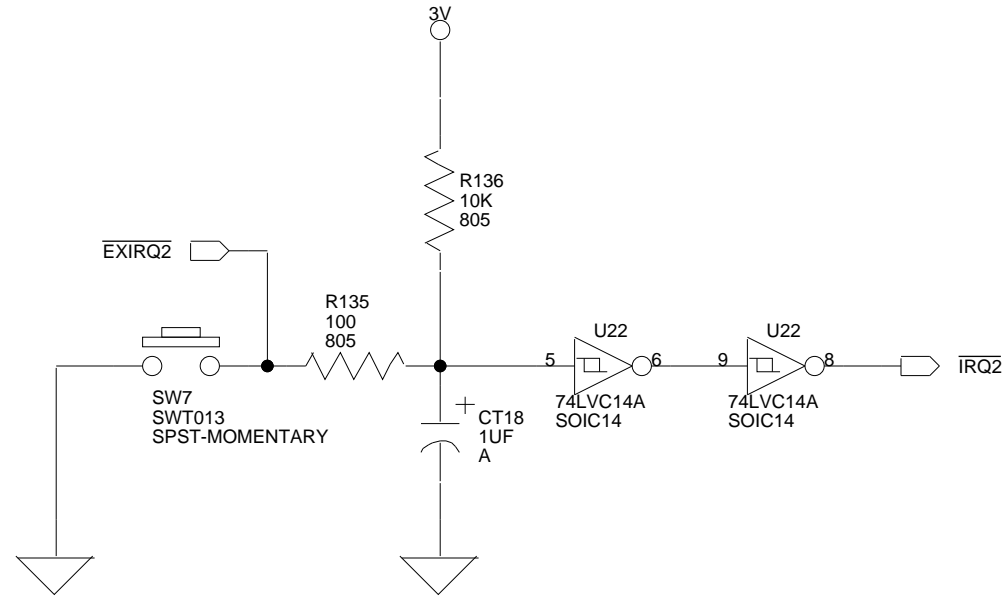 3V
R136
10K
805
EXIRQ2
R135
100
805
SW7
SWT013
SPST-MOMENTARY
CT18
1UF
A
U22
5
6
74LVC14A
SOIC14
U22
9
8
74LVC14A
SOIC14
IRQ2